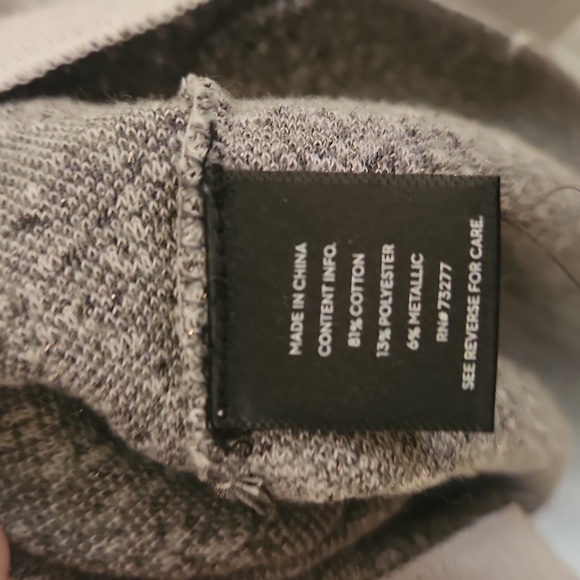 MADE IN CHINA
CONTENT INFO.
81% COTTON
13% POLYESTER
6% METALLIC
RN# 73277
SEE REVERSE FOR CARE.